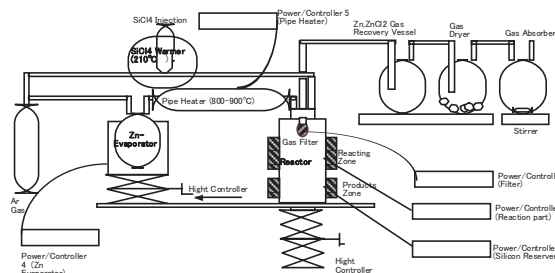 SiCl4 Injection
Power/Controller 5
(Pipe Heater)
SiCl4 Warmer
(210℃)
Zn,ZnCl2 Gas
Recovery Vessel
Gas
Dryer
Gas Absorber
Pipe Heater (800-900℃)
Zn-
Evaporator
Gas Filter
Reactor
Reacting
Zone
Products
Zone
Stirrer
Ar
Gas
Hight Controller
Power/Controlle
(Filter)
Power/Controlle
(Reaction part)
Power/Controlle
(Silicon Reserver
Power/Controller
4 (Zn
Evaporator)
Hight
Controller